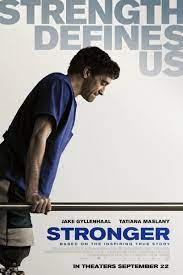 STRENGTH
DEFINES
US
JAKE GYLLENHAAL TATIANA MASLANY
STRONGER
BASED ON THE INSPIRING TRUE STORY
IN THEATERS SEPTEMBER 22